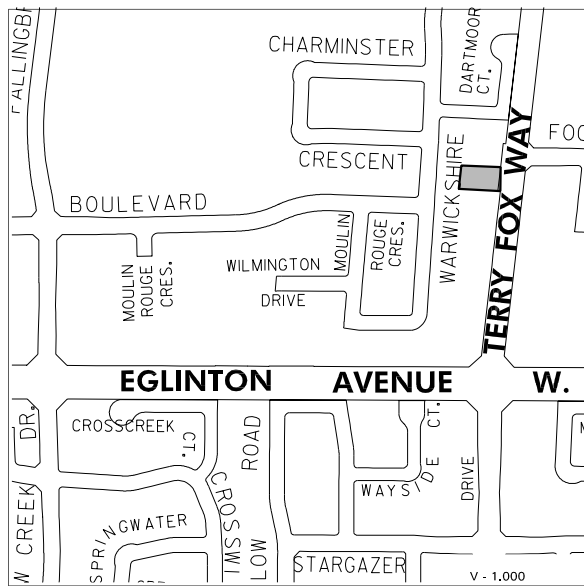 CHARMINSTER
DARTMOOR
CT.
CRESCENT
WARWICKSHIRE
TERRY FOX WAY
BOULEVARD
MOULIN
ROUGE
CRES.
WILMINGTON
DRIVE
MOULIN
ROUGE
CRES.
EGLINTON AVENUE W.
DR.
CROSSCREEK
CT.
ROAD
WAYSIDE CT.
DRIVE
CREEK
SPRINGWATER
STARGAZER
V - 1.000